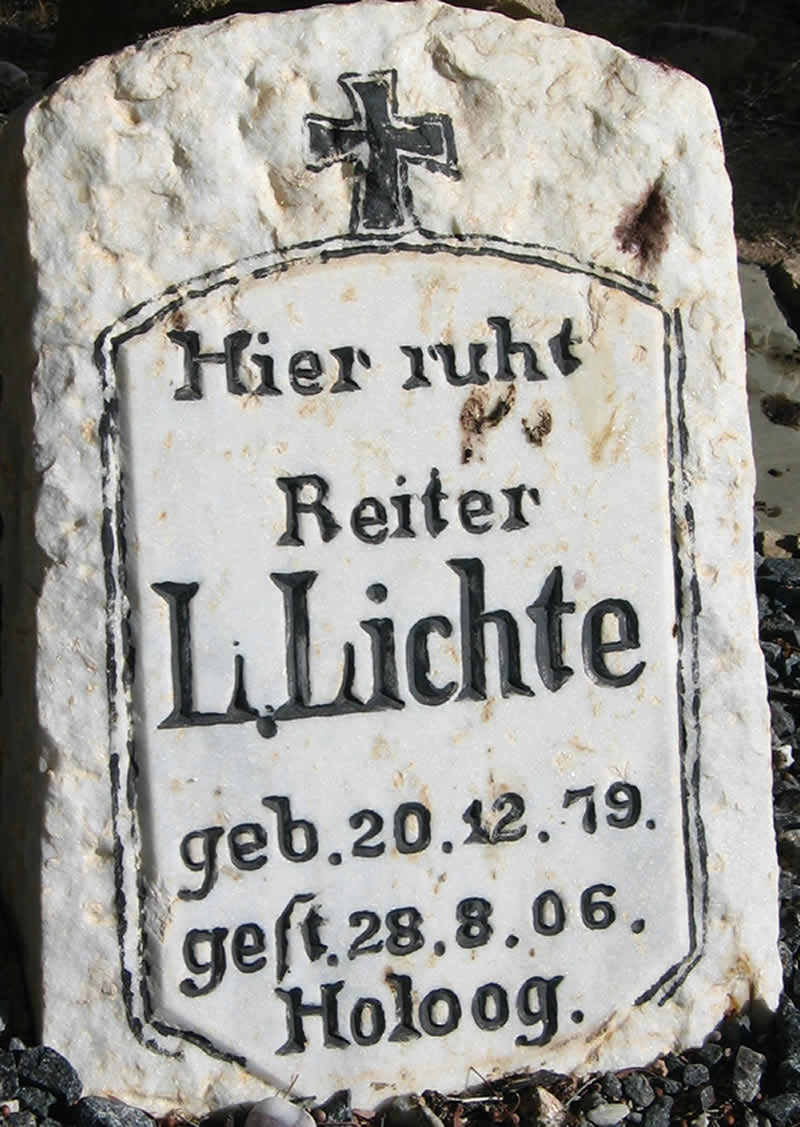 Hier ruht
Reiter
L. Lichte
geb. 20. 12. 79.
geſt. 28. 8. 06.
Holoog.